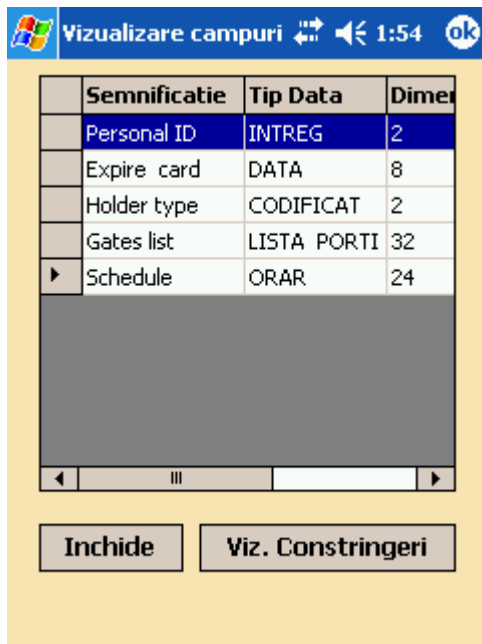 Vizualizare campuri 1:54 ok
Semnificatie Tip Data Dimer
Personal ID INTREG 2
Expire card DATA 8
Holder type CODIFICAT 2
Gates list LISTA PORTI 32
Schedule ORAR 24
Inchide Viz. Constringeri